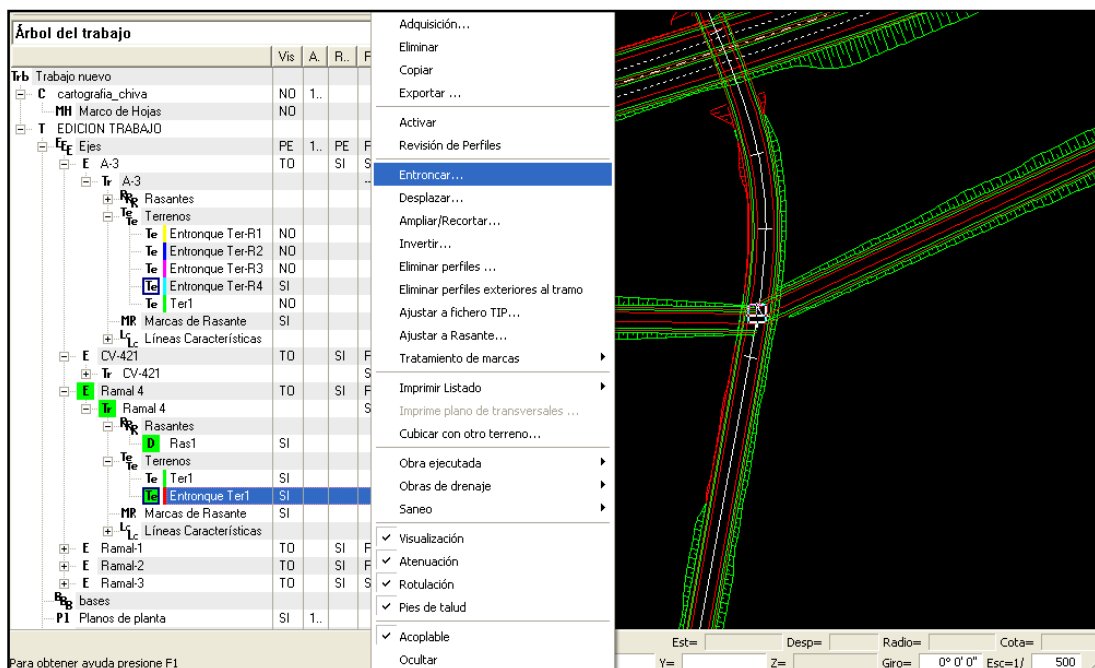 Árbol del trabajo
Vis A. R.. F
Trb Trabajo nuevo
C cartografia_chiva NO 1..
MH Marco de Hojas NO
T EDICION TRABAJO
EEE Ejes PE 1.. PE F
E A-3 TO SI S
Tr A-3 --
RRR Rasantes
TeTe Terrenos
Te Entronque Ter-R1 NO
Te Entronque Ter-R2 NO
Te Entronque Ter-R3 NO
Te Entronque Ter-R4 SI
Te Ter1 NO
MR Marcas de Rasante SI
LcLc Líneas Características
E CV-421 TO SI F
Tr CV-421 S
E Ramal 4 TO SI F
Tr Ramal 4 S
RRR Rasantes
D Ras1 SI
TeTe Terrenos
Te Ter1 SI
Te Entronque Ter1 SI
MR Marcas de Rasante SI
LcLc Líneas Características
E Ramal-1 TO SI F
E Ramal-2 TO SI F
E Ramal-3 TO SI S
BBB bases
Pl Planos de planta SI 1..
Para obtener ayuda presione F1
Adquisición...
Eliminar
Copiar
Exportar ...
Activar
Revisión de Perfiles
Entroncar...
Desplazar...
Ampliar/Recortar...
Invertir...
Eliminar perfiles ...
Eliminar perfiles exteriores al tramo
Ajustar a fichero TIP...
Ajustar a Rasante...
Tratamiento de marcas
Imprimir Listado
Imprime plano de transversales ...
Cubicar con otro terreno...
Obra ejecutada
Obras de drenaje
Saneo
Visualización
Atenuación
Rotulación
Pies de talud
Acoplable
Ocultar
Est= Desp= Radio= Cota=
Y= Z= Giro= 0° 0' 0" Esc=1/ 500